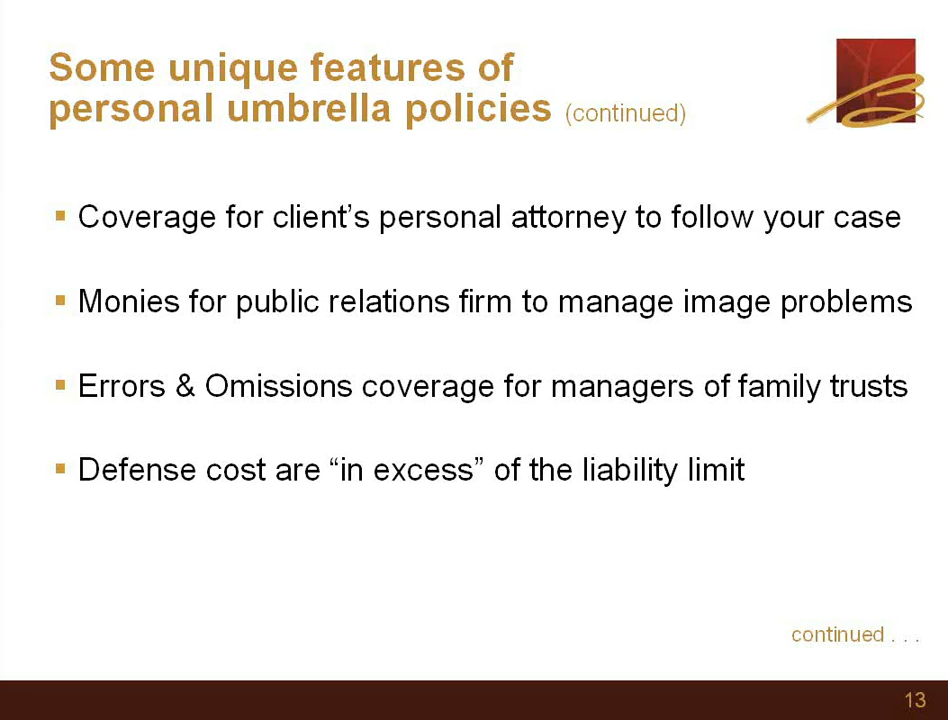 Some unique features of
personal umbrella policies (continued)
▪ Coverage for client’s personal attorney to follow your case
▪ Monies for public relations firm to manage image problems
▪ Errors & Omissions coverage for managers of family trusts
▪ Defense cost are “in excess” of the liability limit
continued . . .
13